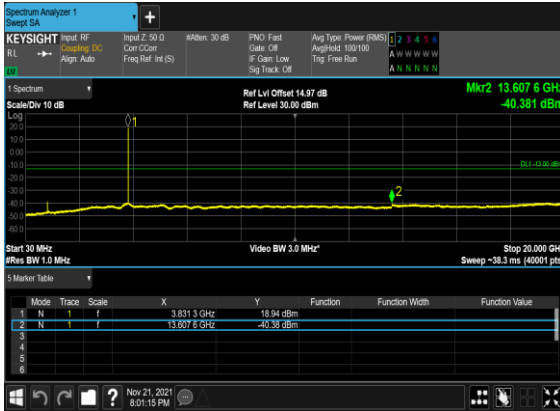 Spectrum Analyzer 1
Swept SA
+
KEYSIGHT Input: RF Input Z: 50 Ω #Atten: 30 dB PNO: Fast Avg Type: Power (RMS) 1 2 3 4 5 6
RL Coupling: DC Corr CCorr Gate: Off Avg|Hold: 100/100 A W W W W W
Align: Auto Freq Ref: Int (S) IF Gain: Low Trig: Free Run
Sig Track: Off A N N N N N
1 Spectrum Ref Lvl Offset 14.97 dB Mkr2 13.607 6 GHz
Scale/Div 10 dB Ref Level 30.00 dBm -40.381 dBm
Log
20.0 1
10.0
0.00
-10.0 DL1 -13.00 dBm
-20.0
-30.0 2
-40.0
-50.0
-60.0
Start 30 MHz Video BW 3.0 MHz* Stop 20.000 GHz
#Res BW 1.0 MHz Sweep ~38.3 ms (40001 pts)
5 Marker Table
Mode Trace Scale X Y Function Function Width Function Value
1 N 1 f 3.831 3 GHz 18.94 dBm
2 N 1 f 13.607 6 GHz -40.38 dBm
3
4
5
6
? Nov 21, 2021
8:01:15 PM